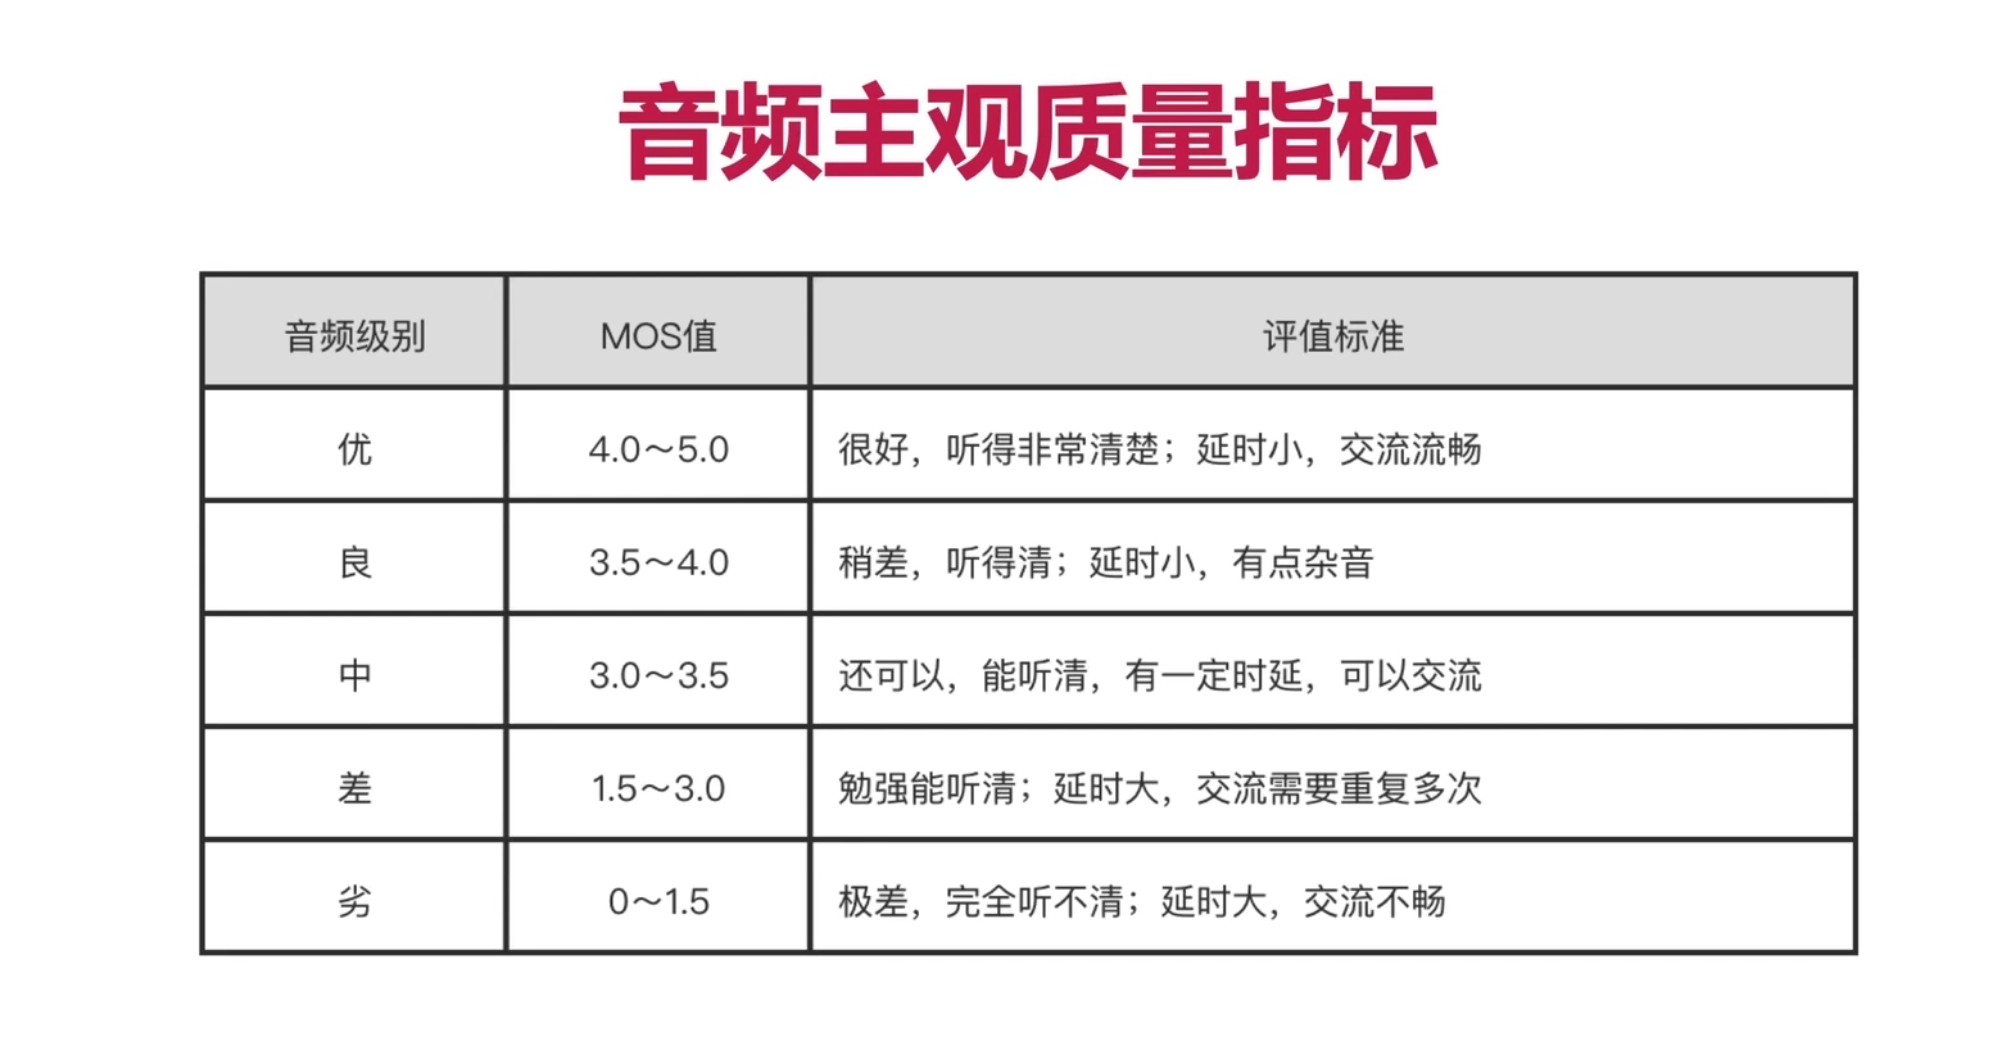 音频主观质量指标
音频级别 MOS值 评值标准
优 4.0～5.0 很好，听得非常清楚；延时小，交流流畅
良 3.5～4.0 稍差，听得清；延时小，有点杂音
中 3.0～3.5 还可以，能听清，有一定时延，可以交流
差 1.5～3.0 勉强能听清；延时大，交流需要重复多次
劣 0～1.5 极差，完全听不清；延时大，交流不畅